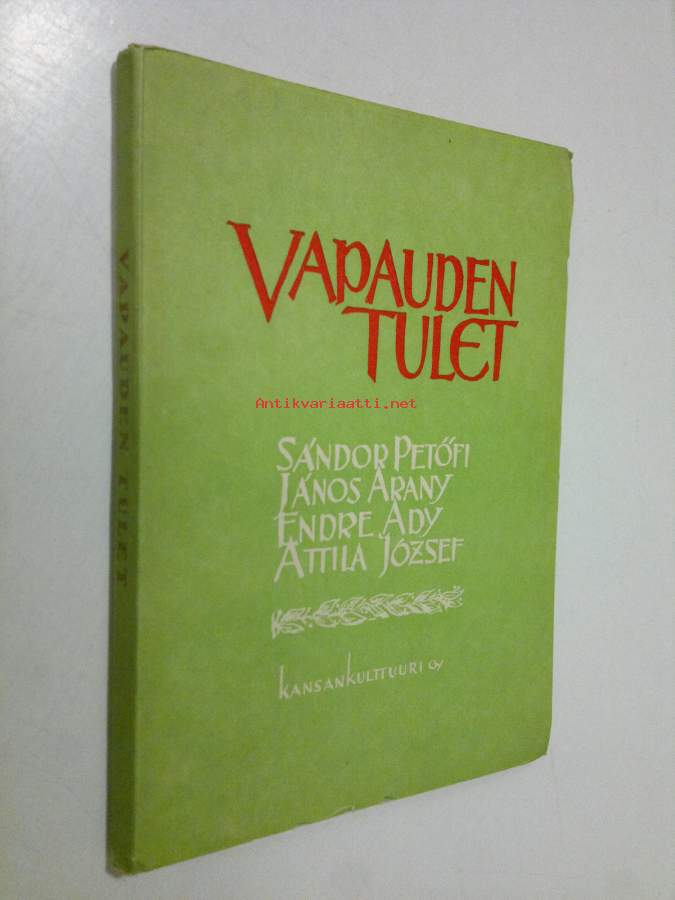 VAPAUDEN
TULET
Antikvariaatti.net
SÁNDOR PETŐFI
JÁNOS ARANY
ENDRE ADY
ATTILA JÓZSEF
KANSANKULTTUURI OY
VAPAUDEN TULET